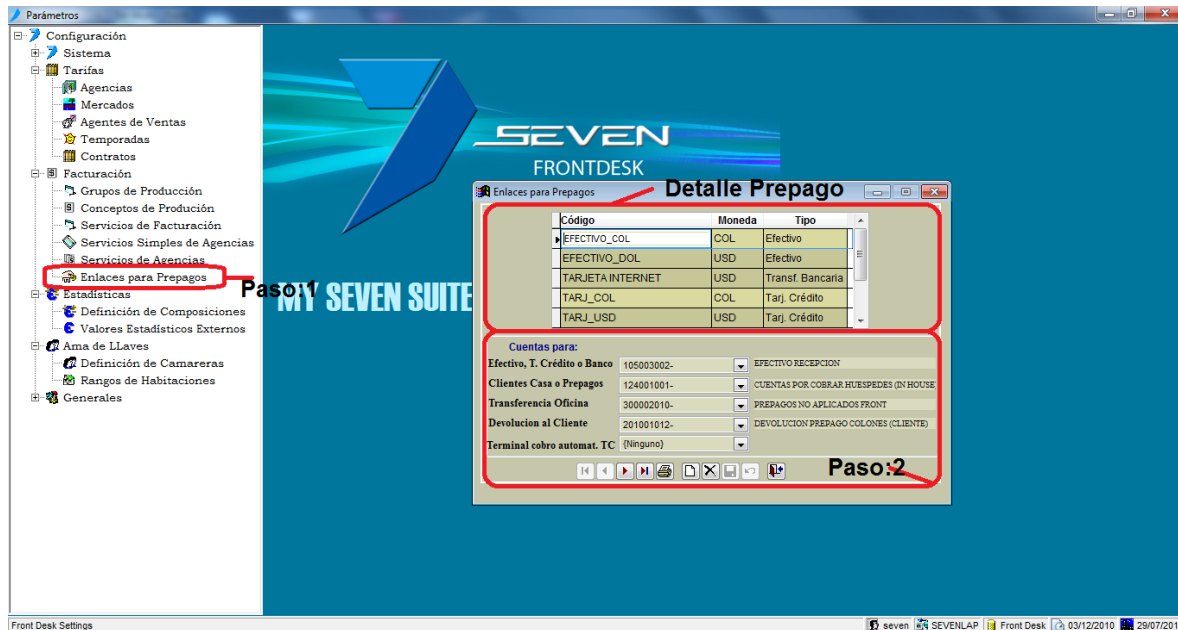 Parámetros
Configuración
Sistema
Tarifas
Agencias
Mercados
Agentes de Ventas
Temporadas
Contratos
Facturación
Grupos de Producción
Conceptos de Produción
Servicios de Facturación
Servicios Simples de Agencias
Servicios de Agencias
Enlaces para Prepagos
Estadísticas
Definición de Composiciones
Valores Estadísticos Externos
Ama de LLaves
Definición de Camareras
Rangos de Habitaciones
Generales
Paso:1
SEVEN
FRONTDESK
MY SEVEN SUITE
Enlaces para Prepagos
Detalle Prepago
Código Moneda Tipo
EFECTIVO_COL COL Efectivo
EFECTIVO_DOL USD Efectivo
TARJETA INTERNET USD Transf. Bancaria
TARJ_COL COL Tarj. Crédito
TARJ_USD USD Tarj. Crédito
Cuentas para:
Efectivo, T. Crédito o Banco 105003002- EFECTIVO RECEPCION
Clientes Casa o Prepagos 124001001- CUENTAS POR COBRAR HUESPEDES (IN HOUSE
Transferencia Oficina 300002010- PREPAGOS NO APLICADOS FRONT
Devolucion al Cliente 201001012- DEVOLUCION PREPAGO COLONES (CLIENTE)
Terminal cobro automat. TC {Ninguno}
Paso:2
Front Desk Settings seven SEVENLAP Front Desk 03/12/2010 29/07/201